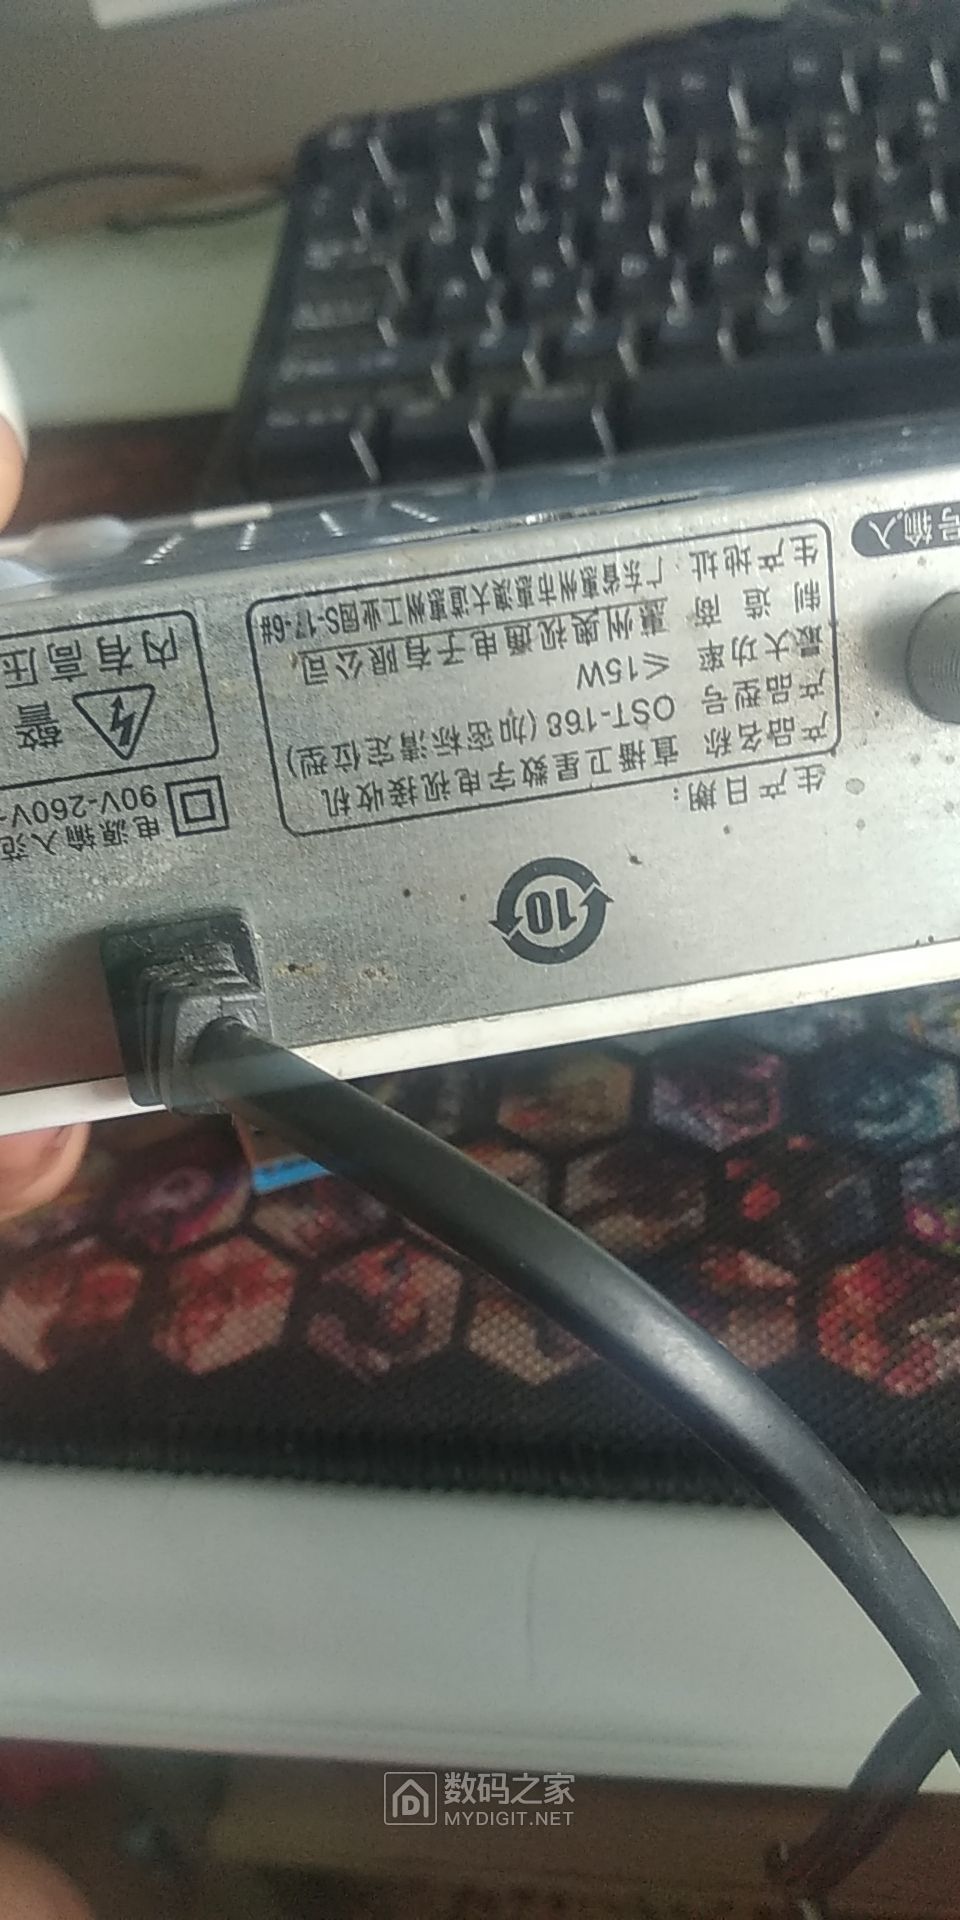 生产日期：
产品名称 直播卫星数字电视接收机
产品型号 OST-168(加密标清定位型)
最大功率 ≤15W
制造商 惠州奥视通电子有限公司
生产地址 广东省惠州市惠澳大道惠州工业园S-17-6#
号输入
电源输入范
90V-260V
警
内有高压
10
数码之家
MYDIGIT.NET